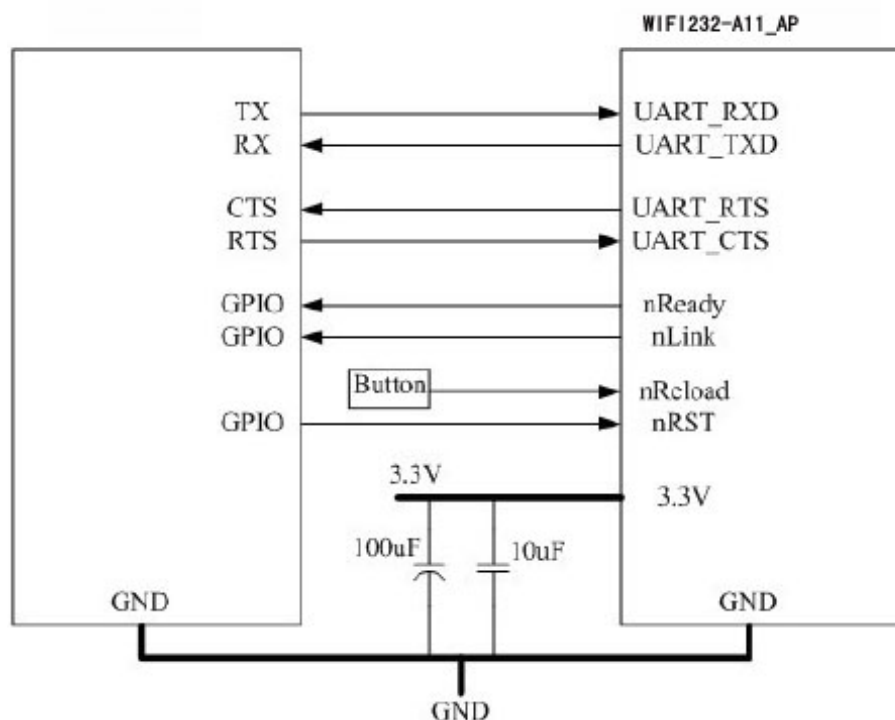 WIFI232-A11_AP
TX UART_RXD
RX UART_TXD
CTS UART_RTS
RTS UART_CTS
GPIO nReady
GPIO nLink
Button nRcload
GPIO nRST
3.3V 3.3V
100uF 10uF
GND GND
GND